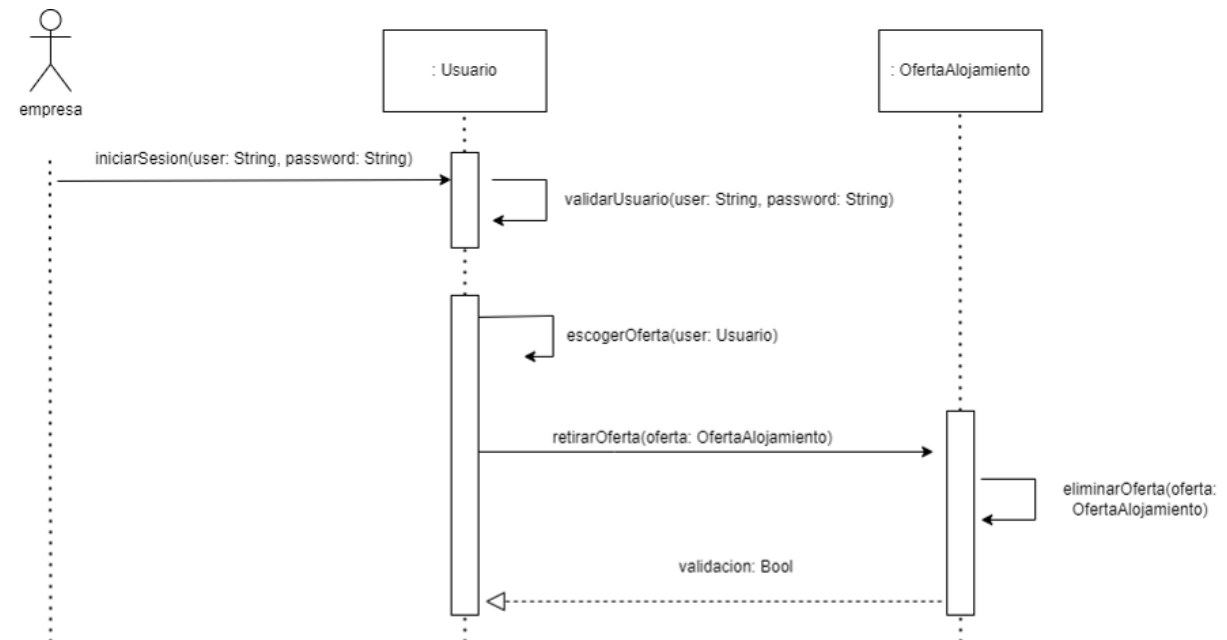 : Usuario
: OfertaAlojamiento
empresa
iniciarSesion(user: String, password: String)
validarUsuario(user: String, password: String)
escogerOferta(user: Usuario)
retirarOferta(oferta: OfertaAlojamiento)
eliminarOferta(oferta:
OfertaAlojamiento)
validacion: Bool